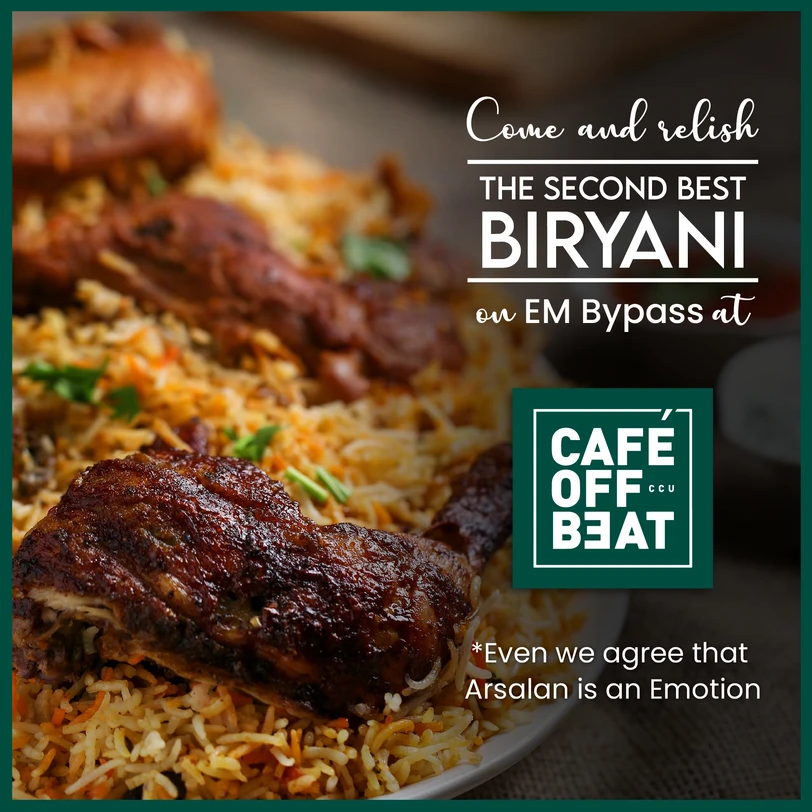 Come and relish
THE SECOND BEST
BIRYANI
on EM Bypass at
CAFÉ
OFF CCU
BƎAT
*Even we agree that
Arsalan is an Emotion